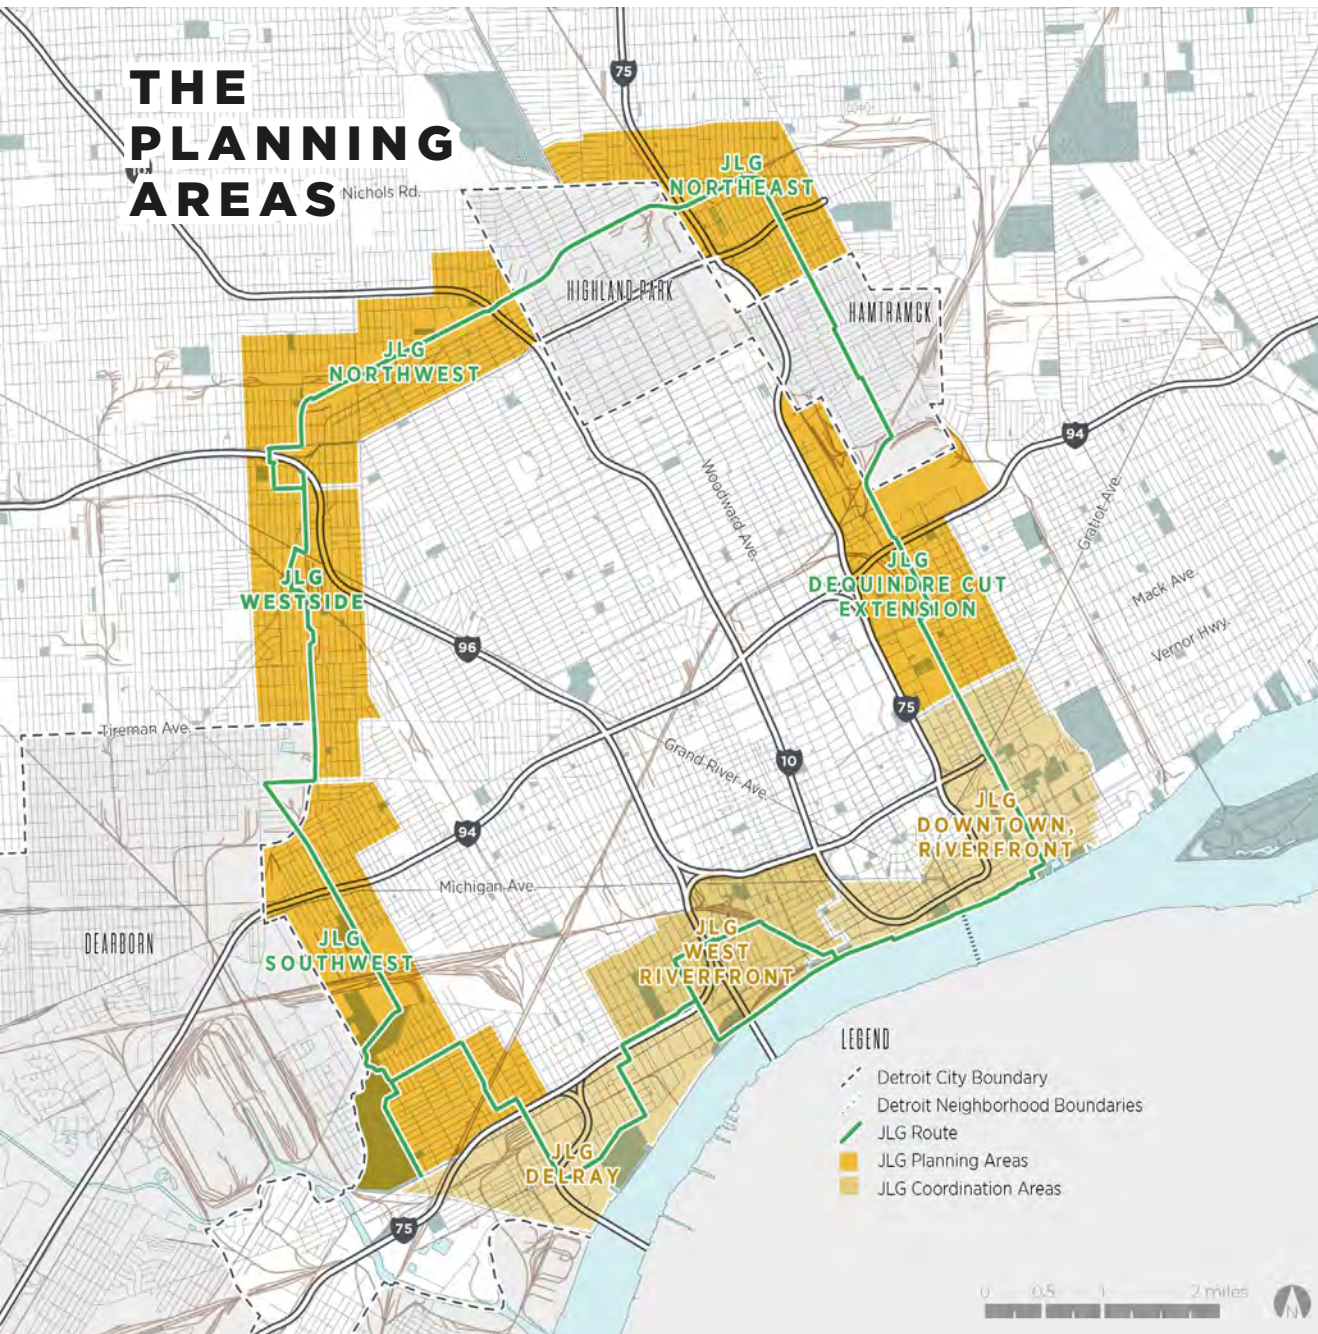 THE
PLANNING
AREAS
75
Nichols Rd.
JLG
NORTHEAST
HIGHLAND PARK
HAMTRAMCK
JLG
NORTHWEST
94
Woodward Ave.
Gratiot Ave.
JLG
DEQUINDRE CUT
EXTENSION
Mack Ave.
Vernor Hwy.
JLG
WESTSIDE
96
75
Tireman Ave.
Grand River Ave
10
94
JLG
DOWNTOWN,
RIVERFRONT
Michigan Ave.
DEARBORN
JLG
SOUTHWEST
JLG
WEST
RIVERFRONT
JLG
DELRAY
75
LEGEND
Detroit City Boundary
Detroit Neighborhood Boundaries
JLG Route
JLG Planning Areas
JLG Coordination Areas
0 0.5 1 2 miles
N